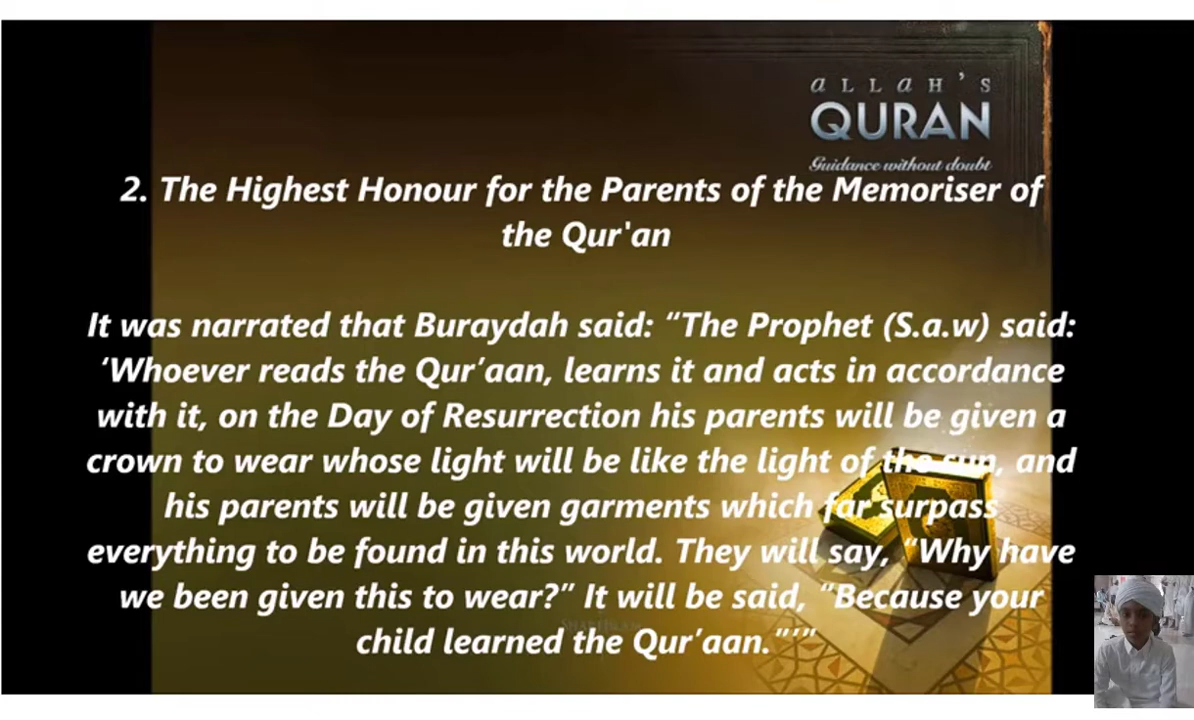 aLLaH'S
QURAN
Guidance without doubt
2. The Highest Honour for the Parents of the Memoriser of
the Qur'an
It was narrated that Buraydah said: “The Prophet (S.a.w) said:
‘Whoever reads the Qur’aan, learns it and acts in accordance
with it, on the Day of Resurrection his parents will be given a
crown to wear whose light will be like the light of the sun, and
his parents will be given garments which far surpass
everything to be found in this world. They will say, “Why have
we been given this to wear?” It will be said, “Because your
child learned the Qur’aan.”’”